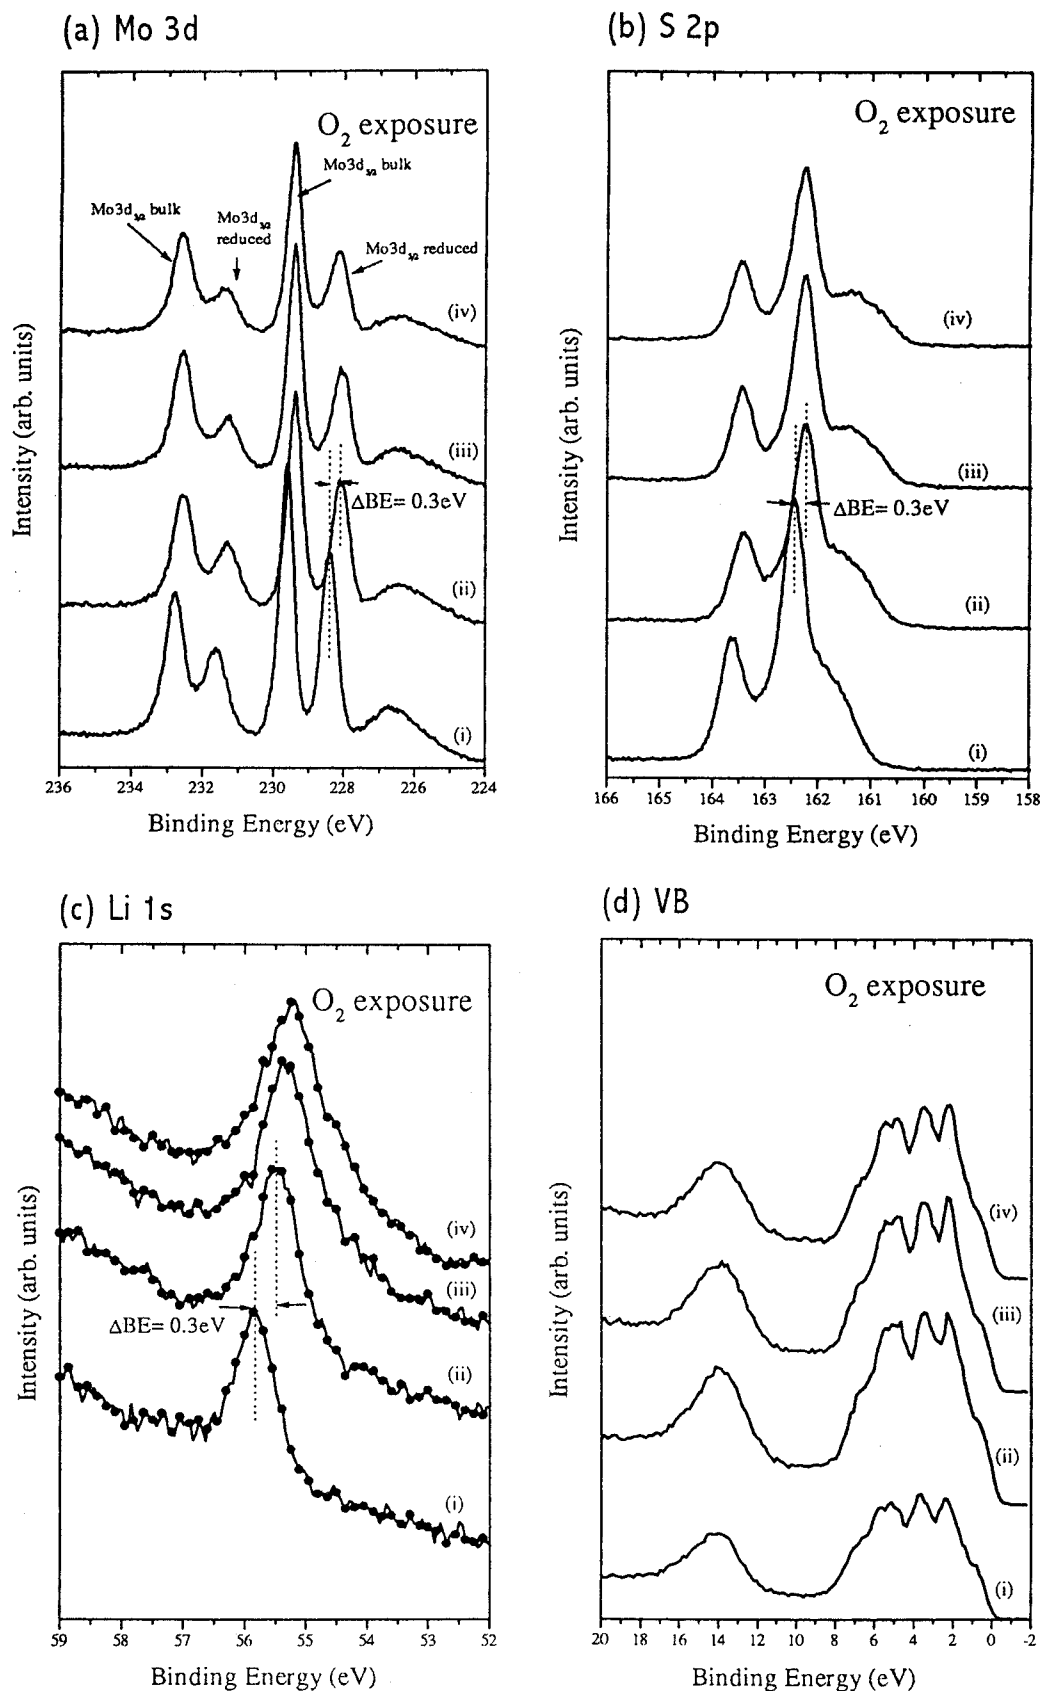 (a) Mo 3d
O₂ exposure
Mo3d₅/₂ bulk
Mo3d₃/₂ bulk
Mo3d₃/₂
reduced
Mo3d₅/₂ reduced
(iv)
(iii)
ΔBE= 0.3eV
(ii)
(i)
Intensity (arb. units)
236 234 232 230 228 226 224
Binding Energy (eV)
(b) S 2p
O₂ exposure
(iv)
(iii)
ΔBE= 0.3eV
(ii)
(i)
Intensity (arb. units)
166 165 164 163 162 161 160 159 158
Binding Energy (eV)
(c) Li 1s
O₂ exposure
(iv)
(iii)
ΔBE= 0.3eV
(ii)
(i)
Intensity (arb. units)
59 58 57 56 55 54 53 52
Binding Energy (eV)
(d) VB
O₂ exposure
(iv)
(iii)
(ii)
(i)
Intensity (arb. units)
20 18 16 14 12 10 8 6 4 2 0 -2
Binding Energy (eV)